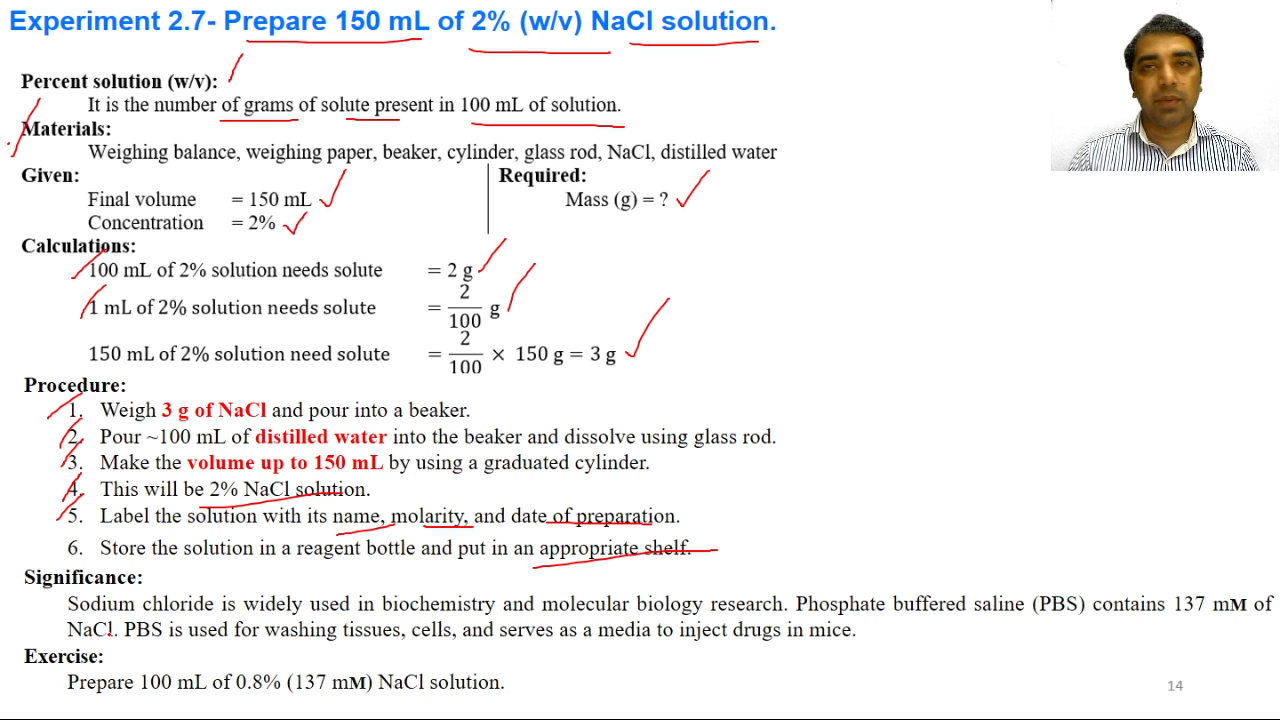 Experiment 2.7- Prepare 150 mL of 2% (w/v) NaCl solution.
Percent solution (w/v):
It is the number of grams of solute present in 100 mL of solution.
Materials:
Weighing balance, weighing paper, beaker, cylinder, glass rod, NaCl, distilled water
Given:
Final volume = 150 mL
Concentration = 2%
Required:
Mass (g) = ?
Calculations:
100 mL of 2% solution needs solute = 2 g
1 mL of 2% solution needs solute = 2/100 g
150 mL of 2% solution need solute = 2/100 × 150 g = 3 g
Procedure:
1. Weigh 3 g of NaCl and pour into a beaker.
2. Pour ~100 mL of distilled water into the beaker and dissolve using glass rod.
3. Make the volume up to 150 mL by using a graduated cylinder.
4. This will be 2% NaCl solution.
5. Label the solution with its name, molarity, and date of preparation.
6. Store the solution in a reagent bottle and put in an appropriate shelf.
Significance:
Sodium chloride is widely used in biochemistry and molecular biology research. Phosphate buffered saline (PBS) contains 137 mM of
NaCl. PBS is used for washing tissues, cells, and serves as a media to inject drugs in mice.
Exercise:
Prepare 100 mL of 0.8% (137 mM) NaCl solution.
14